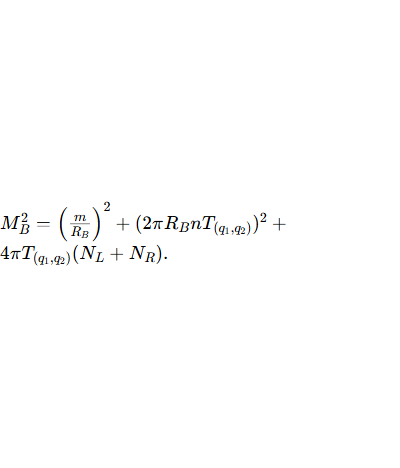 $M_B^2 = \left(\frac{m}{R_B}\right)^2 + (2\pi R_B n T_{(q_1,q_2)})^2 +$
$4\pi T_{(q_1,q_2)}(N_L + N_R).$